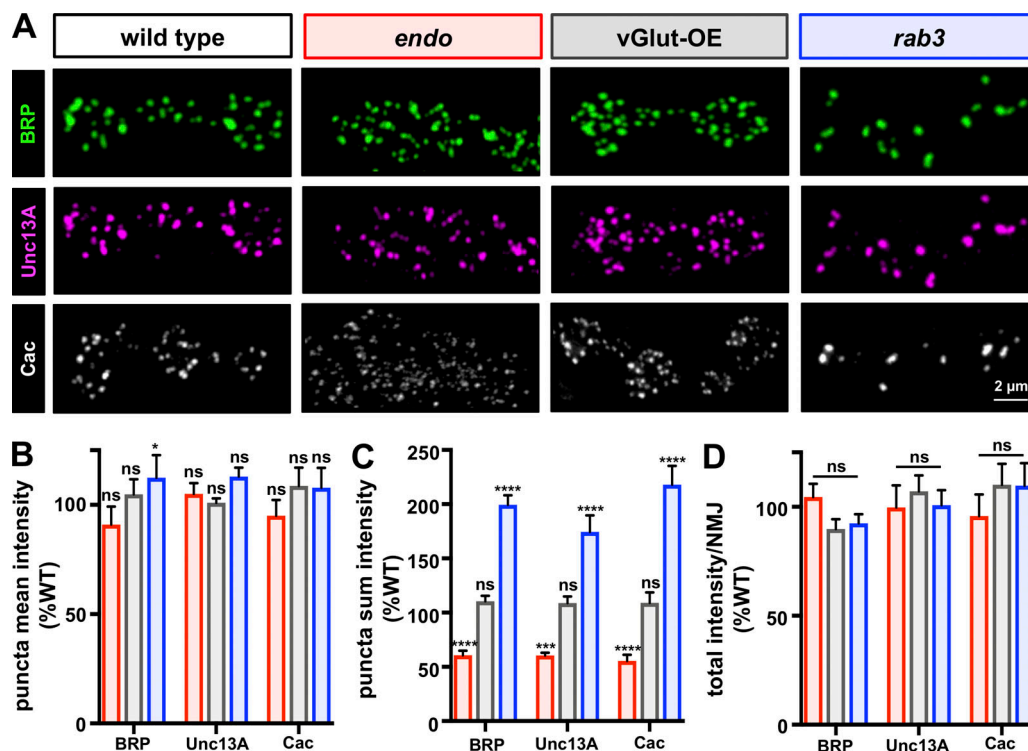 A
wild type
endo
vGlut-OE
rab3
BRP
Unc13A
Cac
2 µm
B
puncta mean intensity
(%WT)
100
50
0
ns
ns
*
ns
ns
ns
ns
ns
ns
BRP
Unc13A
Cac
C
puncta sum intensity
(%WT)
250
200
150
100
50
0
****
ns
****
***
ns
****
****
ns
****
BRP
Unc13A
Cac
D
total intensity/NMJ
(%WT)
100
50
0
ns
ns
ns
BRP
Unc13A
Cac